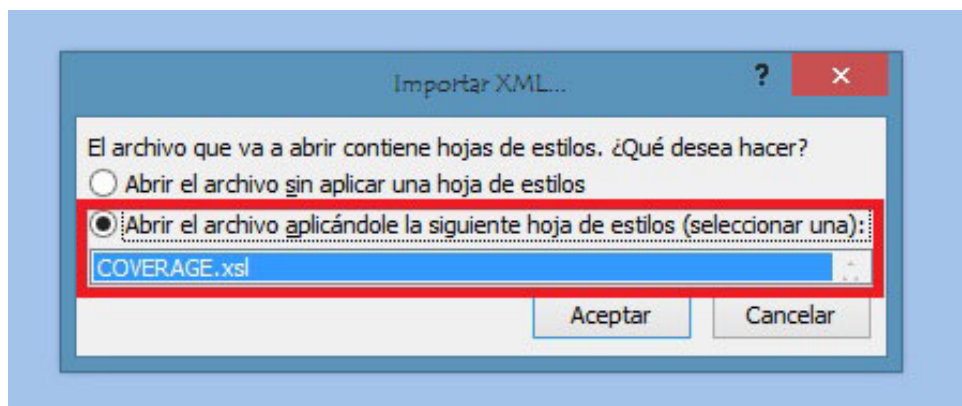 Importar XML...
?
El archivo que va a abrir contiene hojas de estilos. ¿Qué desea hacer?
Abrir el archivo sin aplicar una hoja de estilos
Abrir el archivo aplicándole la siguiente hoja de estilos (seleccionar una):
COVERAGE.xsl
Aceptar Cancelar